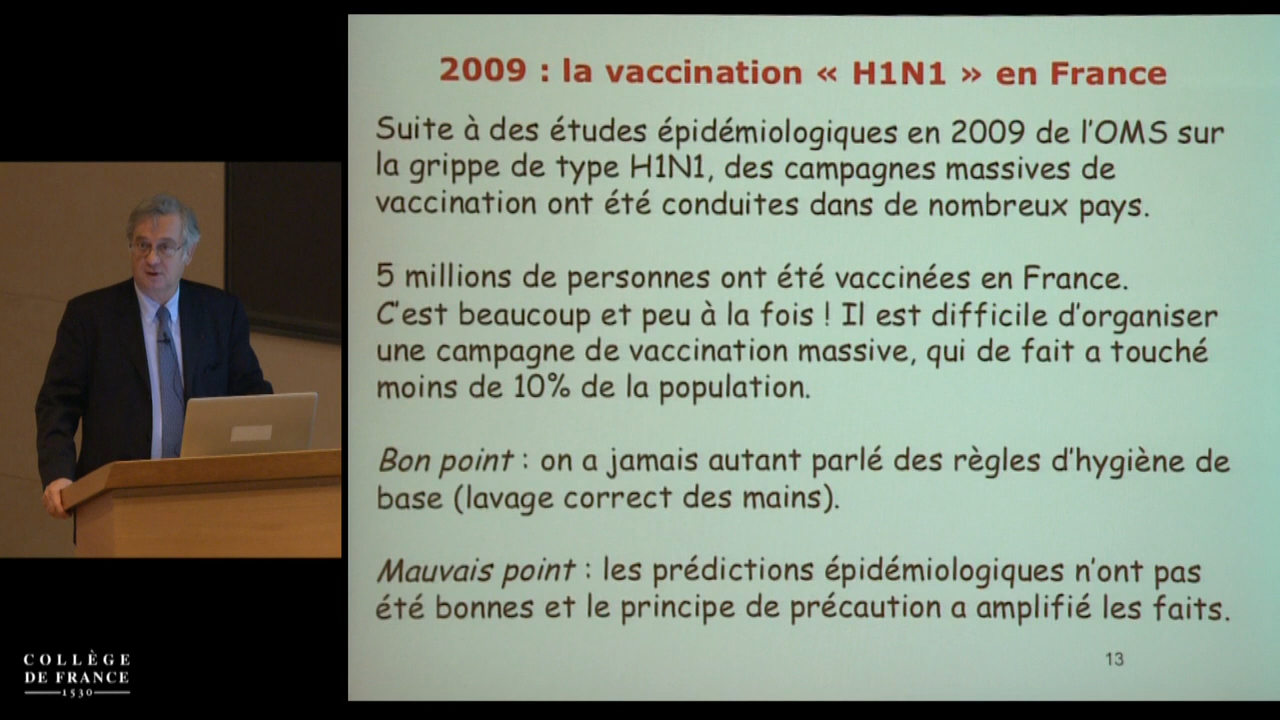 2009 : la vaccination « H1N1 » en France
Suite à des études épidémiologiques en 2009 de l'OMS sur
la grippe de type H1N1, des campagnes massives de
vaccination ont été conduites dans de nombreux pays.
5 millions de personnes ont été vaccinées en France.
C'est beaucoup et peu à la fois ! Il est difficile d'organiser
une campagne de vaccination massive, qui de fait a touché
moins de 10% de la population.
Bon point : on a jamais autant parlé des règles d'hygiène de
base (lavage correct des mains).
Mauvais point : les prédictions épidémiologiques n'ont pas
été bonnes et le principe de précaution a amplifié les faits.
13
COLLÈGE
DE FRANCE
1530